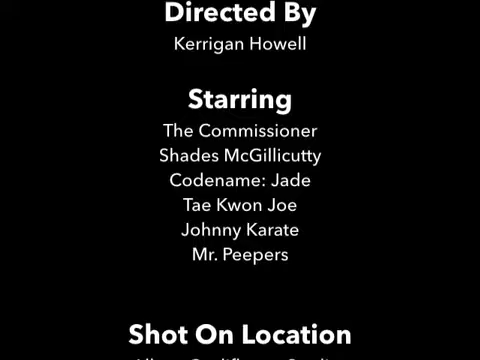 Directed By
Kerrigan Howell
Starring
The Commissioner
Shades McGillicutty
Codename: Jade
Tae Kwon Joe
Johnny Karate
Mr. Peepers
Shot On Location